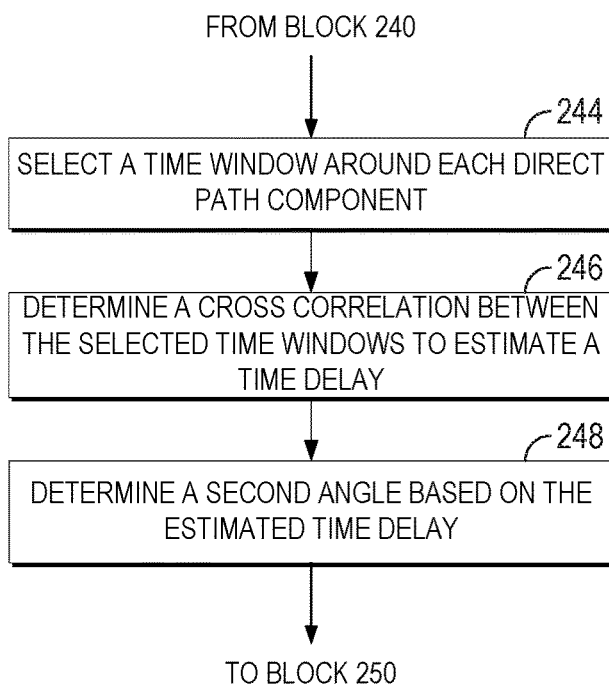 FROM BLOCK 240
244
SELECT A TIME WINDOW AROUND EACH DIRECT
PATH COMPONENT
246
DETERMINE A CROSS CORRELATION BETWEEN
THE SELECTED TIME WINDOWS TO ESTIMATE A
TIME DELAY
248
DETERMINE A SECOND ANGLE BASED ON THE
ESTIMATED TIME DELAY
TO BLOCK 250